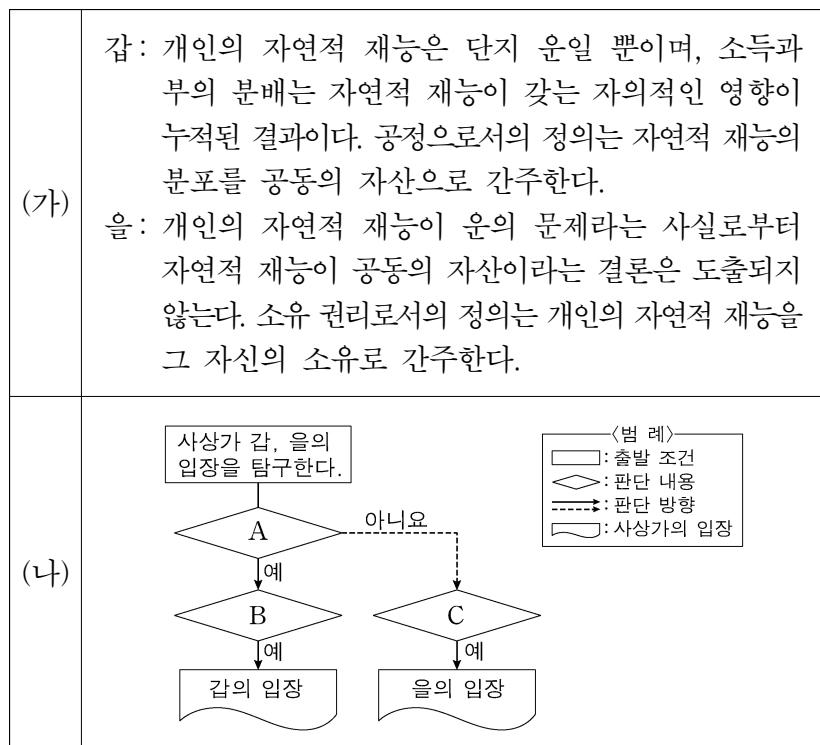 (가)
갑: 개인의 자연적 재능은 단지 운일 뿐이며, 소득과
부의 분배는 자연적 재능이 갖는 자의적인 영향이
누적된 결과이다. 공정으로서의 정의는 자연적 재능의
분포를 공동의 자산으로 간주한다.
을: 개인의 자연적 재능이 운의 문제라는 사실로부터
자연적 재능이 공동의 자산이라는 결론은 도출되지
않는다. 소유 권리로서의 정의는 개인의 자연적 재능을
그 자신의 소유로 간주한다.
(나)
사상가 갑, 을의
입장을 탐구한다.
A
아니요
예
B
C
예
예
갑의 입장
을의 입장
〈범 례〉
: 출발 조건
: 판단 내용
: 판단 방향
: 사상가의 입장